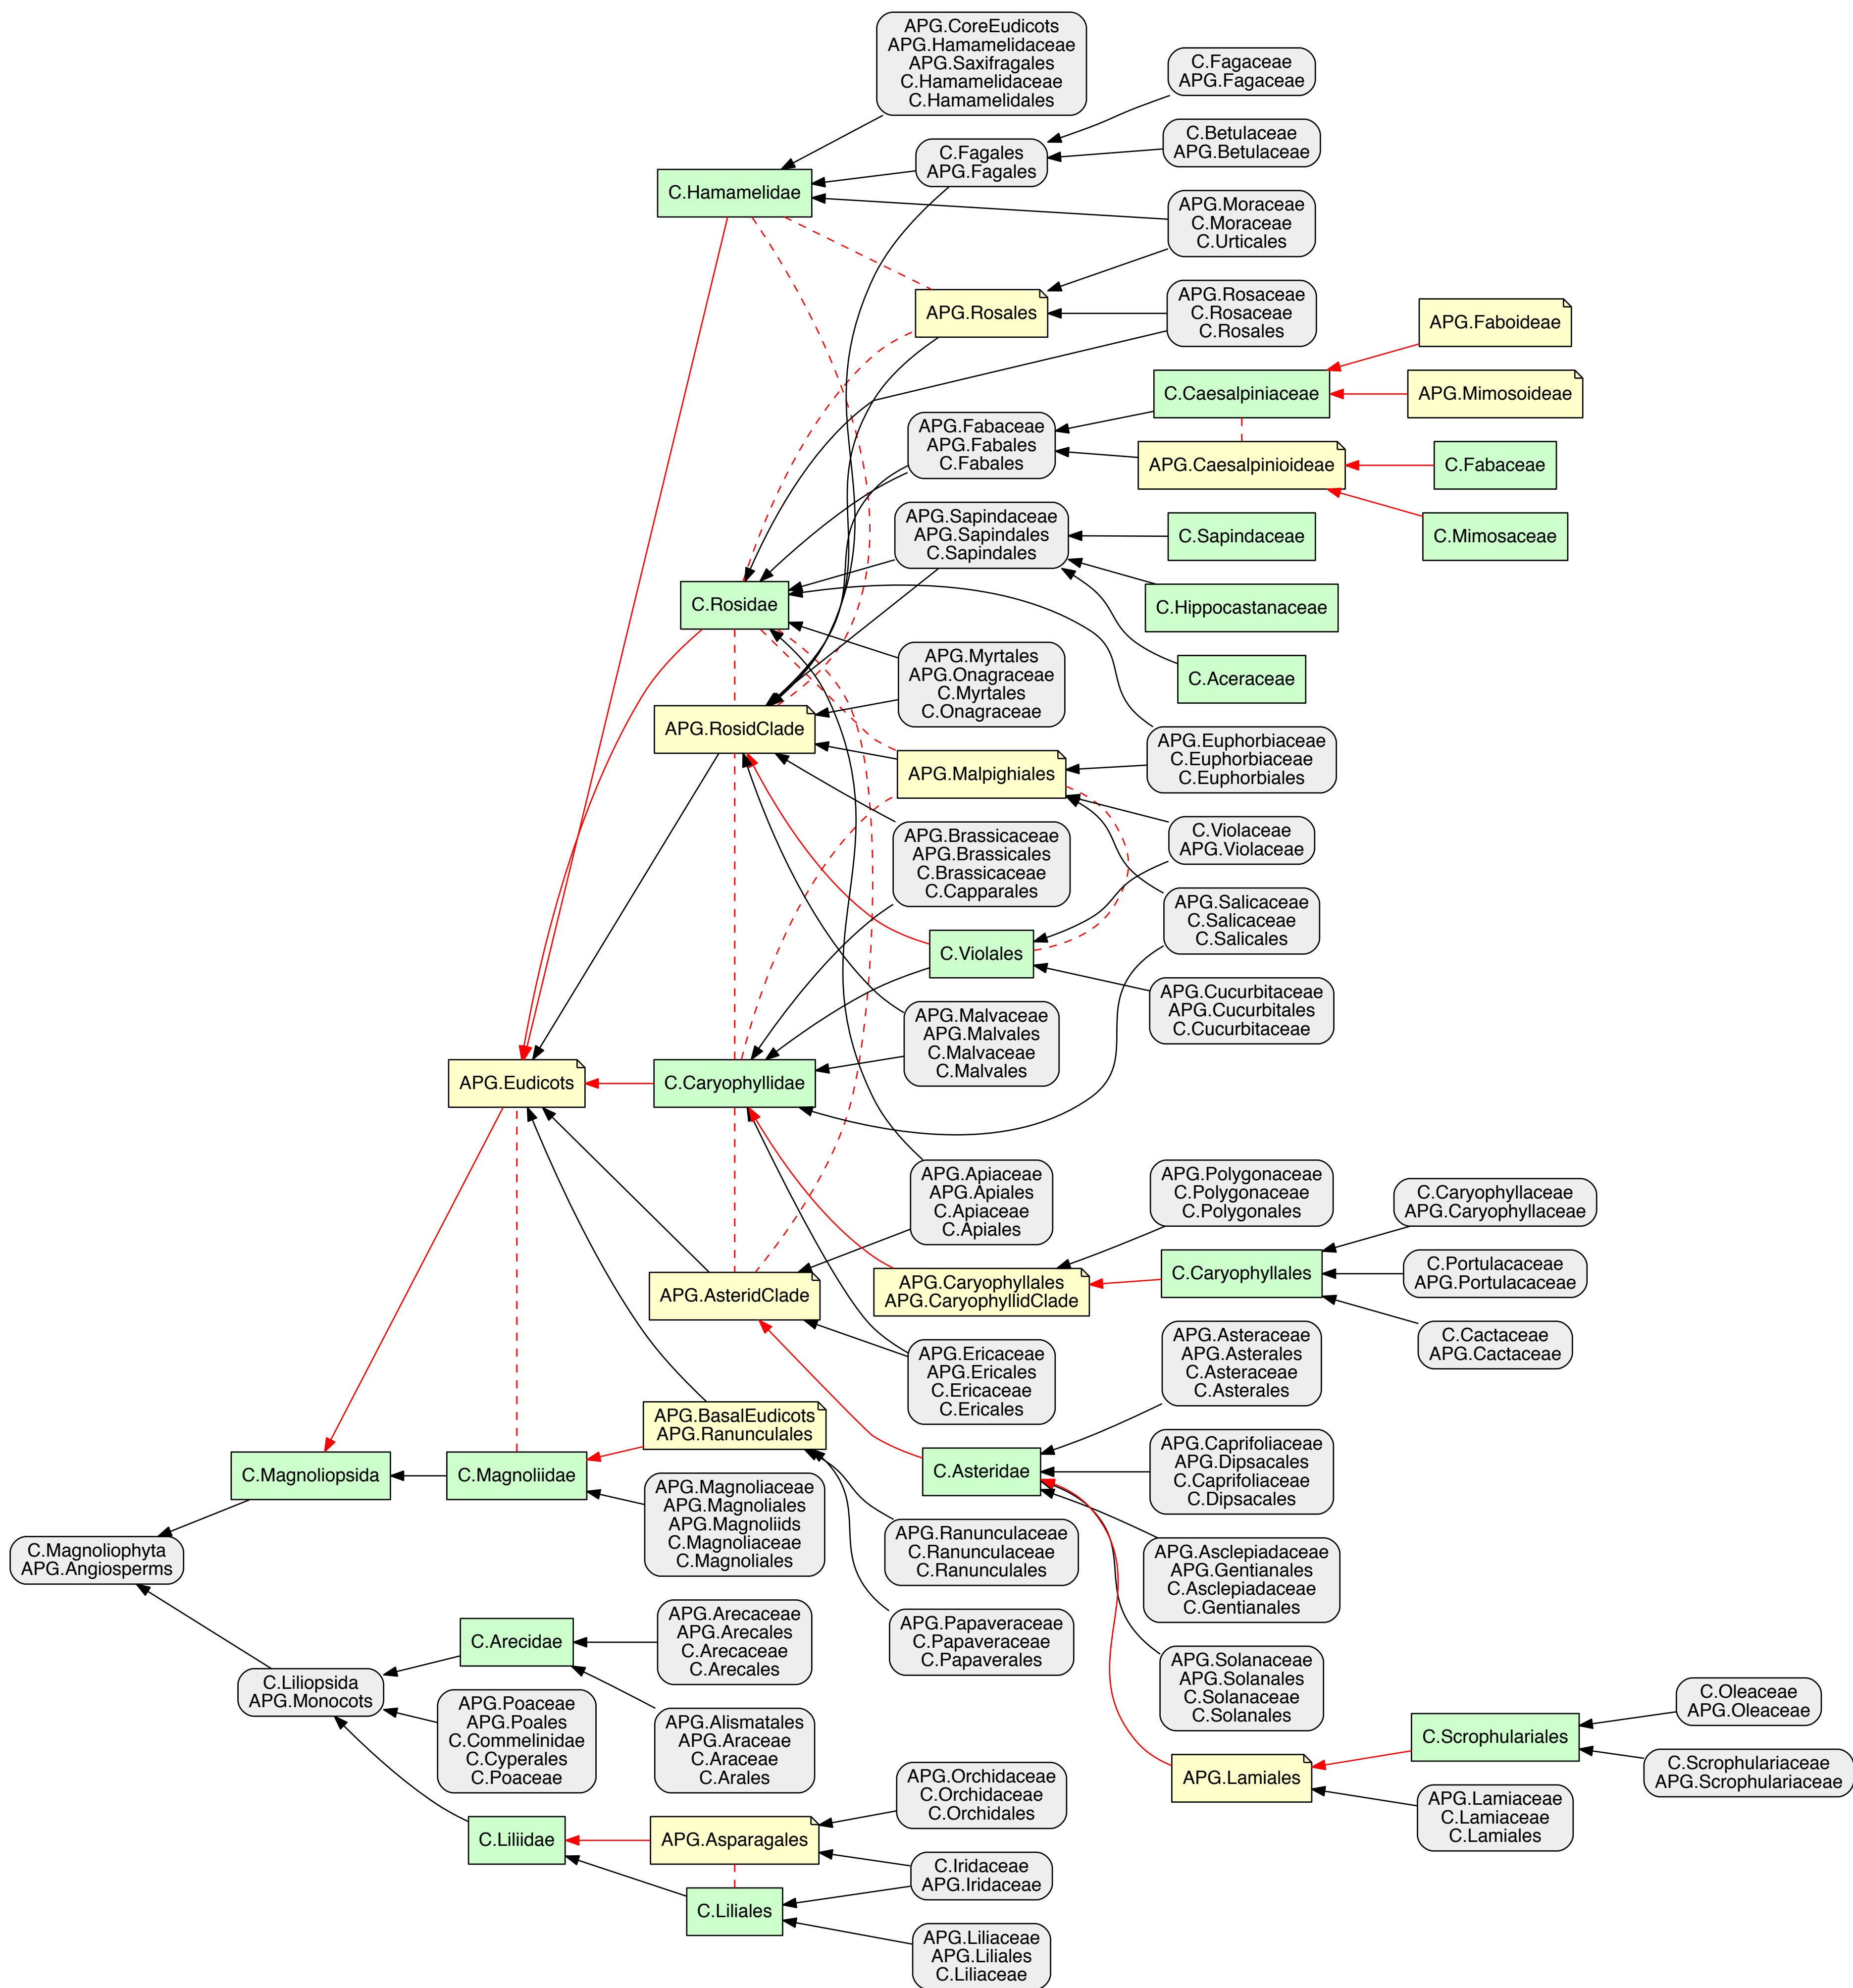 APG.CoreEudicots
APG.Hamamelidaceae
APG.Saxifragales
C.Hamamelidaceae
C.Hamamelidales
C.Fagaceae
APG.Fagaceae
C.Betulaceae
APG.Betulaceae
C.Fagales
APG.Fagales
C.Hamamelidae
APG.Moraceae
C.Moraceae
C.Urticales
APG.Rosales
APG.Rosaceae
C.Rosaceae
C.Rosales
APG.Faboideae
C.Caesalpiniaceae
APG.Mimosoideae
APG.Fabaceae
APG.Fabales
C.Fabales
APG.Caesalpinioideae
C.Fabaceae
APG.Sapindaceae
APG.Sapindales
C.Sapindales
C.Sapindaceae
C.Mimosaceae
C.Rosidae
C.Hippocastanaceae
APG.Myrtales
APG.Onagraceae
C.Myrtales
C.Onagraceae
C.Aceraceae
APG.RosidClade
APG.Malpighiales
APG.Euphorbiaceae
C.Euphorbiaceae
C.Euphorbiales
APG.Brassicaceae
APG.Brassicales
C.Brassicaceae
C.Capparales
C.Violaceae
APG.Violaceae
APG.Salicaceae
C.Salicaceae
C.Salicales
C.Violales
APG.Cucurbitaceae
APG.Cucurbitales
C.Cucurbitaceae
APG.Malvaceae
APG.Malvales
C.Malvaceae
C.Malvales
APG.Eudicots
C.Caryophyllidae
APG.Apiaceae
APG.Apiales
C.Apiaceae
C.Apiales
APG.Polygonaceae
C.Polygonaceae
C.Polygonales
C.Caryophyllaceae
APG.Caryophyllaceae
APG.AsteridClade
APG.Caryophyllales
APG.CaryophyllidClade
C.Caryophyllales
C.Portulacaceae
APG.Portulacaceae
C.Cactaceae
APG.Cactaceae
APG.Ericaceae
APG.Ericales
C.Ericaceae
C.Ericales
APG.Asteraceae
APG.Asterales
C.Asteraceae
C.Asterales
APG.BasalEudicots
APG.Ranunculales
C.Magnoliopsida
C.Magnoliidae
C.Asteridae
APG.Caprifoliaceae
APG.Dipsacales
C.Caprifoliaceae
C.Dipsacales
APG.Magnoliaceae
APG.Magnoliales
APG.Magnoliids
C.Magnoliaceae
C.Magnoliales
APG.Ranunculaceae
C.Ranunculaceae
C.Ranunculales
C.Magnoliophyta
APG.Angiosperms
APG.Asclepiadaceae
APG.Gentianales
C.Asclepiadaceae
C.Gentianales
C.Arecidae
APG.Arecaceae
APG.Arecales
C.Arecaceae
C.Arecales
APG.Papaveraceae
C.Papaveraceae
C.Papaverales
C.Liliopsida
APG.Monocots
APG.Solanaceae
APG.Solanales
C.Solanaceae
C.Solanales
APG.Poaceae
APG.Poales
C.Commelinidae
C.Cyperales
C.Poaceae
APG.Alismatales
APG.Araceae
C.Araceae
C.Arales
C.Oleaceae
APG.Oleaceae
C.Scrophulariales
APG.Lamiales
C.Scrophulariaceae
APG.Scrophulariaceae
APG.Orchidaceae
C.Orchidaceae
C.Orchidales
APG.Lamiaceae
C.Lamiaceae
C.Lamiales
C.Liliidae
APG.Asparagales
C.Iridaceae
APG.Iridaceae
C.Liliales
APG.Liliaceae
APG.Liliales
C.Liliaceae